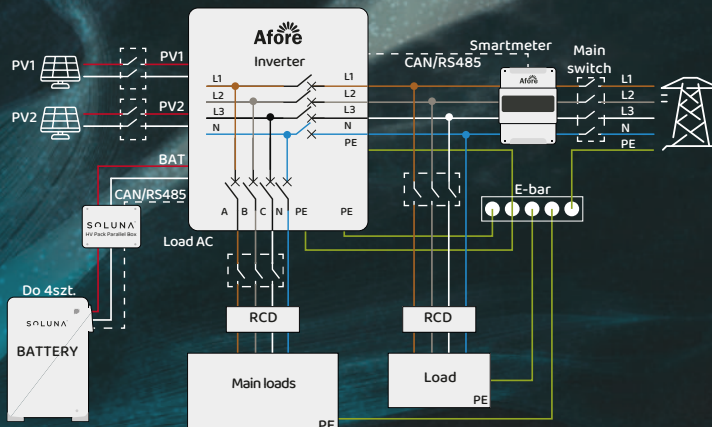 Afore
Inverter
CAN/RS485
Smartmeter
Afore
Main
switch
PV1
PV1
PV2
PV2
L1
L2
L3
N
L1
L2
L3
N
PE
L1
L2
L3
N
PE
BAT
CAN/RS485
SOLUNA
HV Pack Parallel Box
A
B
C
N
PE
PE
E-bar
Load AC
Do 4szt.
SOLUNA
BATTERY
RCD
RCD
Main loads
PE
Load
PE